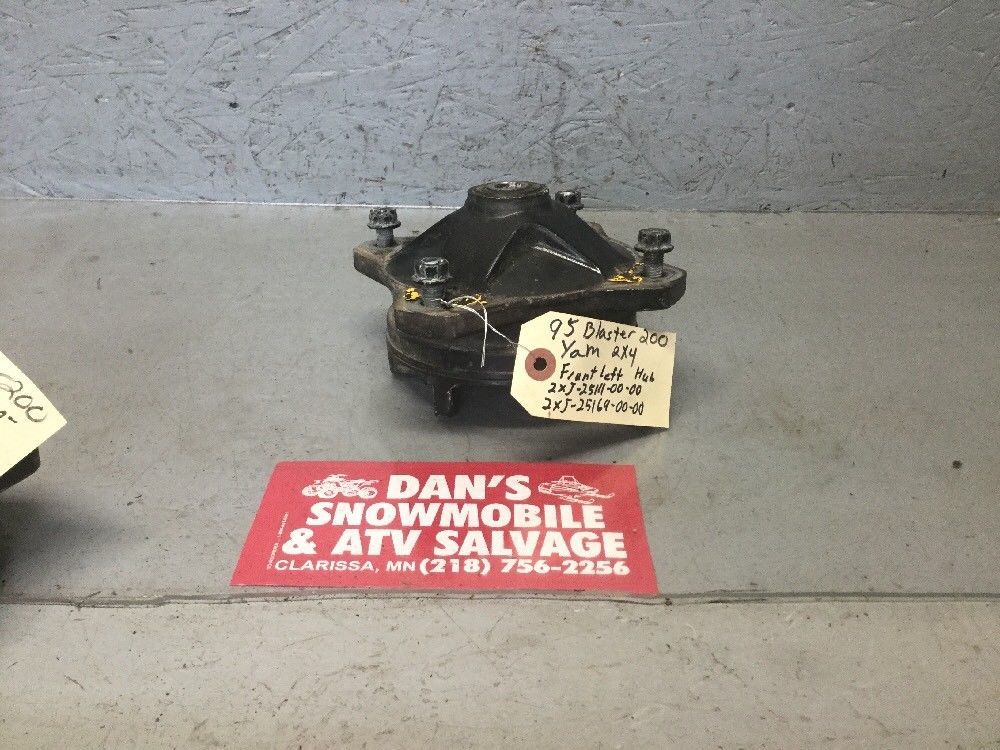 95 Blaster 200
Yam 2x4
Front Left Hub
2xJ-25111-00-00
2xJ-25169-00-00
200
DAN'S
SNOWMOBILE
& ATV SALVAGE
CLARISSA, MN (218) 756-2256